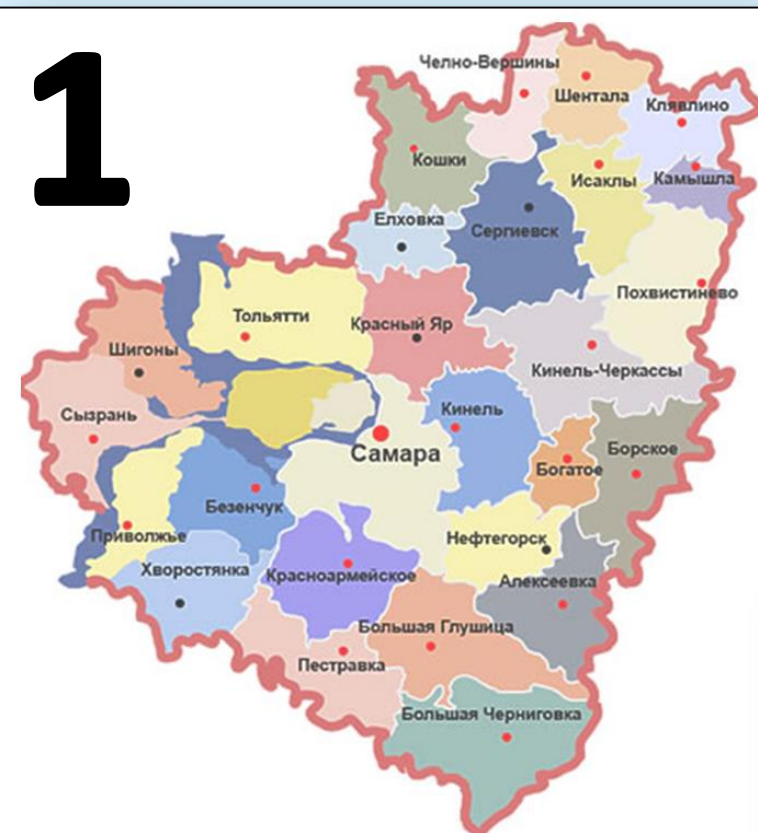 1
Челно-Вершины
Шентала
Клявлино
Кошки
Исаклы
Камышла
Елховка
Сергиевск
Похвистнево
Тольятти
Красный Яр
Шигоны
Кинель-Черкассы
Сызрань
Кинель
Самара
Борское
Богатое
Безенчук
Приволжье
Нефтегорск
Хворостянка
Красноармейское
Алексеевка
Большая Глушица
Пестравка
Большая Черниговка